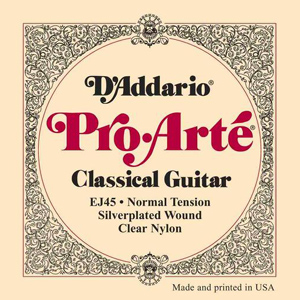 D'Addario®
Pro·Arté®
Classical Guitar
EJ45 • Normal Tension
Silverplated Wound
Clear Nylon
Made and printed in USA